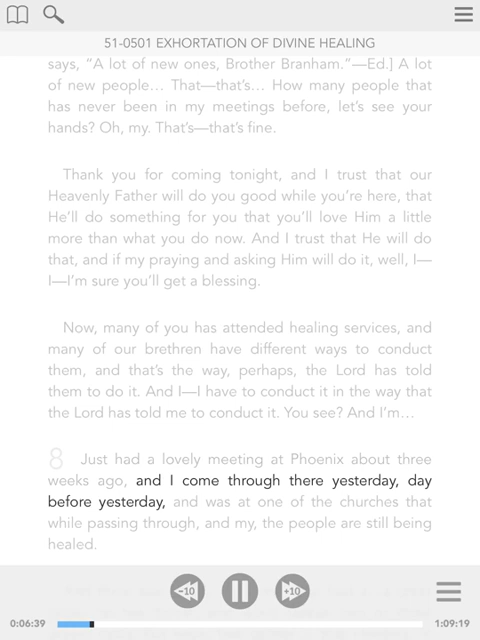 51-0501 EXHORTATION OF DIVINE HEALING
says, “A lot of new ones, Brother Branham.”—Ed.] A lot
of new people… That—that’s… How many people that
has never been in my meetings before, let’s see your
hands? Oh, my. That’s—that’s fine.
Thank you for coming tonight, and I trust that our
Heavenly Father will do you good while you’re here, that
He’ll do something for you that you’ll love Him a little
more than what you do now. And I trust that He will do
that, and if my praying and asking Him will do it, well, I—
I—I’m sure you’ll get a blessing.
Now, many of you has attended healing services, and
many of our brethren have different ways to conduct
them, and that’s the way, perhaps, the Lord has told
them to do it. And I—I have to conduct it in the way that
the Lord has told me to conduct it. You see? And I’m…
8 Just had a lovely meeting at Phoenix about three
weeks ago, and I come through there yesterday, day
before yesterday, and was at one of the churches that
while passing through, and my, the people are still being
healed.
-10 +10
0:06:39 1:09:19